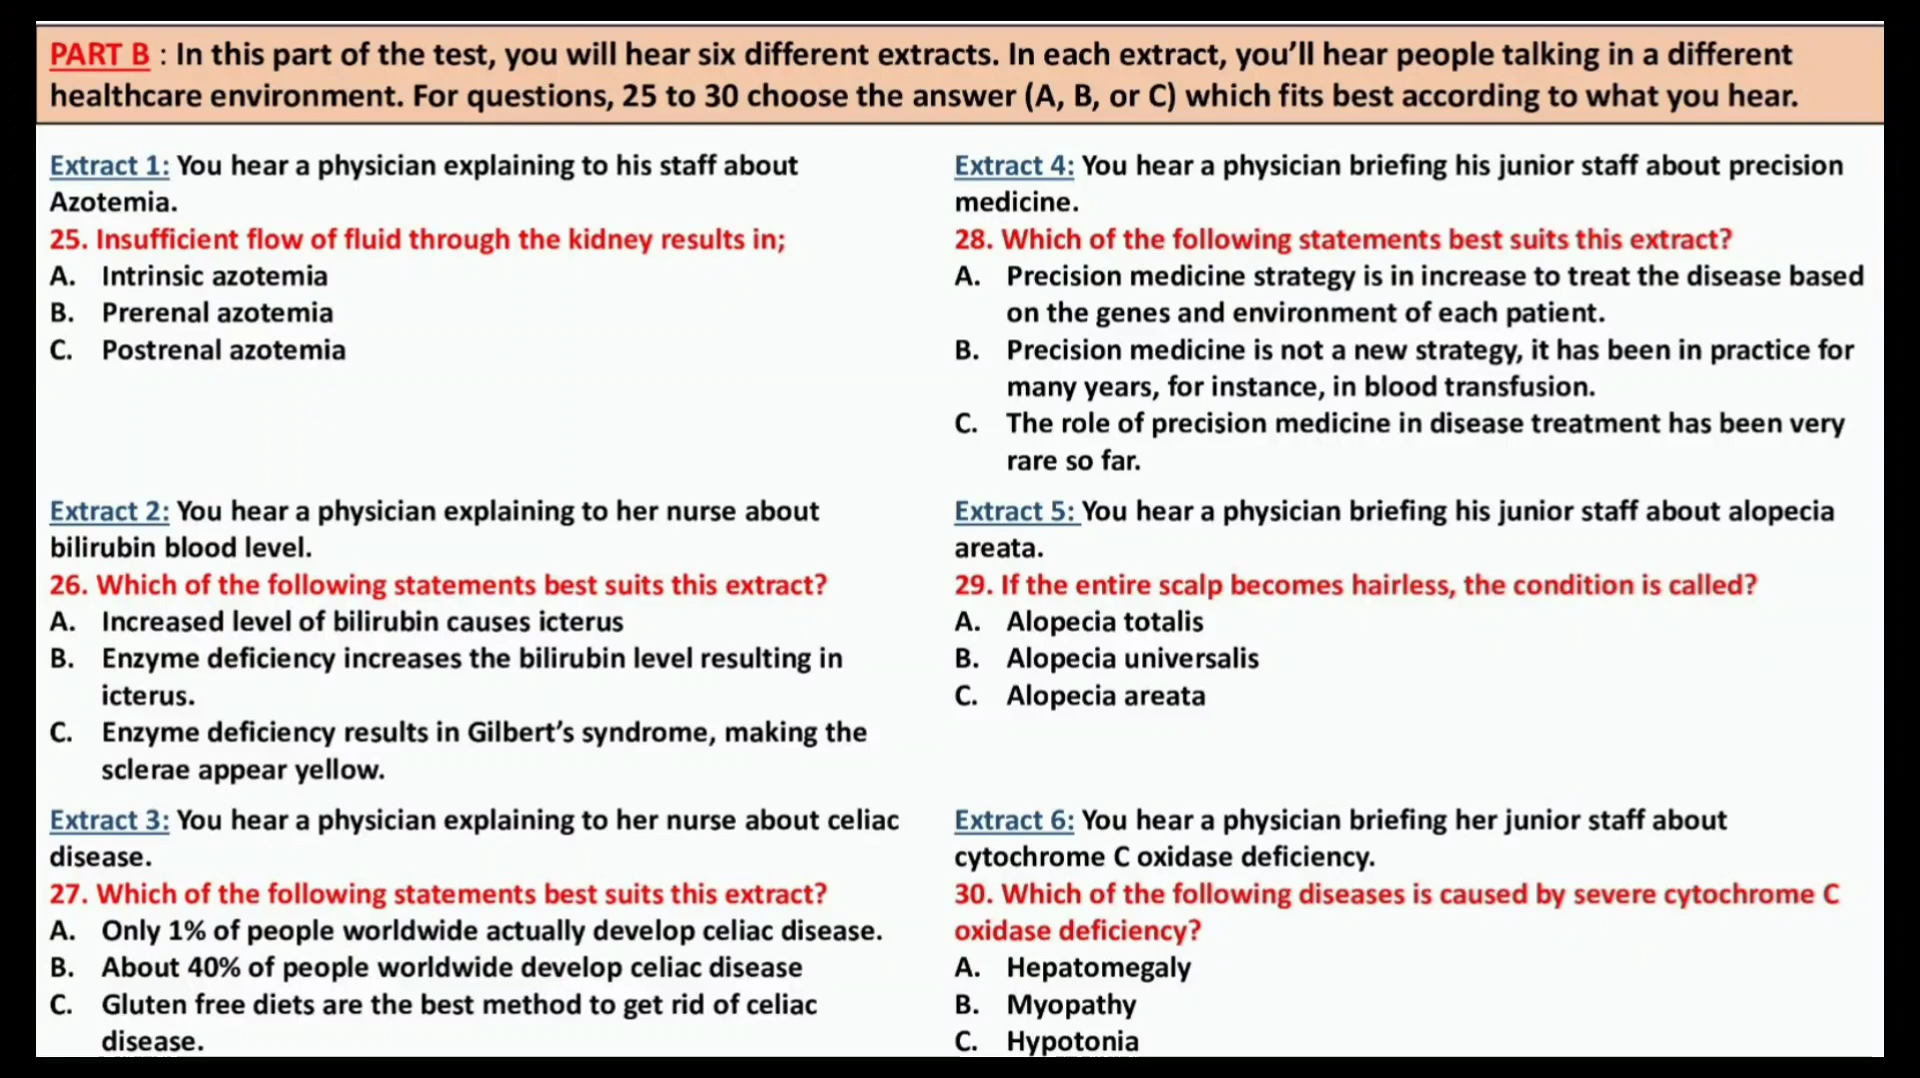 PART B : In this part of the test, you will hear six different extracts. In each extract, you'll hear people talking in a different
healthcare environment. For questions, 25 to 30 choose the answer (A, B, or C) which fits best according to what you hear.
Extract 1: You hear a physician explaining to his staff about
Azotemia.
25. Insufficient flow of fluid through the kidney results in;
A. Intrinsic azotemia
B. Prerenal azotemia
C. Postrenal azotemia
Extract 2: You hear a physician explaining to her nurse about
bilirubin blood level.
26. Which of the following statements best suits this extract?
A. Increased level of bilirubin causes icterus
B. Enzyme deficiency increases the bilirubin level resulting in
icterus.
C. Enzyme deficiency results in Gilbert's syndrome, making the
sclerae appear yellow.
Extract 3: You hear a physician explaining to her nurse about celiac
disease.
27. Which of the following statements best suits this extract?
A. Only 1% of people worldwide actually develop celiac disease.
B. About 40% of people worldwide develop celiac disease
C. Gluten free diets are the best method to get rid of celiac
disease.
Extract 4: You hear a physician briefing his junior staff about precision
medicine.
28. Which of the following statements best suits this extract?
A. Precision medicine strategy is in increase to treat the disease based
on the genes and environment of each patient.
B. Precision medicine is not a new strategy, it has been in practice for
many years, for instance, in blood transfusion.
C. The role of precision medicine in disease treatment has been very
rare so far.
Extract 5: You hear a physician briefing his junior staff about alopecia
areata.
29. If the entire scalp becomes hairless, the condition is called?
A. Alopecia totalis
B. Alopecia universalis
C. Alopecia areata
Extract 6: You hear a physician briefing her junior staff about
cytochrome C oxidase deficiency.
30. Which of the following diseases is caused by severe cytochrome C
oxidase deficiency?
A. Hepatomegaly
B. Myopathy
C. Hypotonia